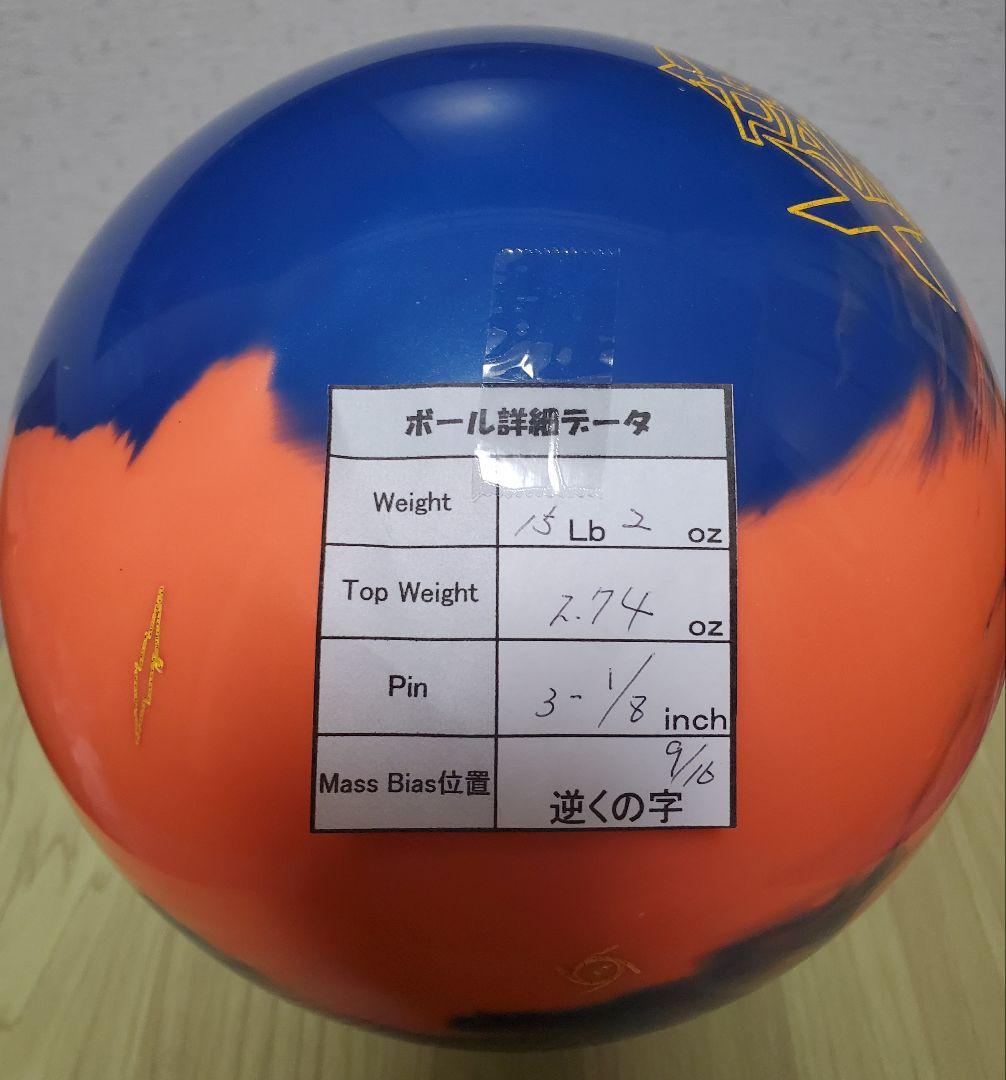 ボール詳細データ
Weight 15 Lb 2 oz
Top Weight 2.74 oz
Pin 3-1/8 inch
Mass Bias位置 9/16
逆くの字